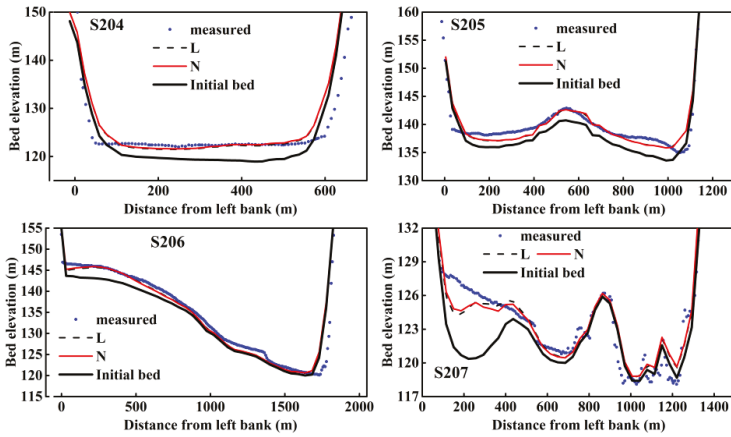 S204
measured
L
N
Initial bed
Bed elevation (m)
150
140
130
120
0
200
400
600
Distance from left bank (m)
S205
measured
L
N
Initial bed
Bed elevation (m)
160
155
150
145
140
135
130
0
200
400
600
800
1000
1200
Distance from left bank (m)
S206
measured
L
N
Initial bed
Bed elevation (m)
155
150
145
140
135
130
125
120
115
0
500
1000
1500
2000
Distance from left bank (m)
S207
measured
L N
Initial bed
Bed elevation (m)
132
129
126
123
120
117
0
200
400
600
800
1000
1200
1400
Distance from left bank (m)